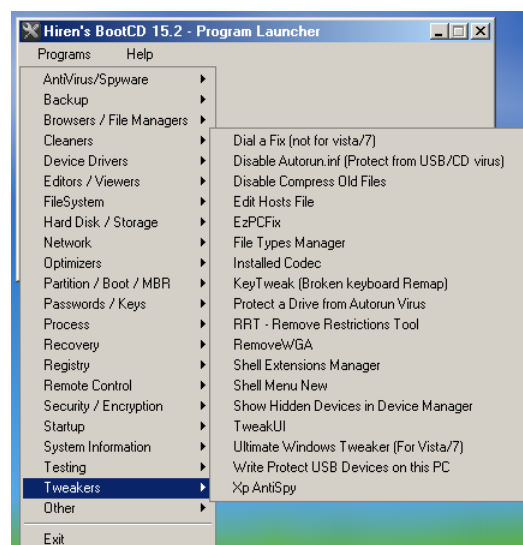 Hiren's BootCD 15.2 - Program Launcher
Programs Help
AntiVirus/Spyware
Backup
Browsers / File Managers
Cleaners
Device Drivers
Editors / Viewers
FileSystem
Hard Disk / Storage
Network
Optimizers
Partition / Boot / MBR
Passwords / Keys
Process
Recovery
Registry
Remote Control
Security / Encryption
Startup
System Information
Testing
Tweakers
Other
Exit
Dial a Fix (not for vista/7)
Disable Autorun.inf (Protect from USB/CD virus)
Disable Compress Old Files
Edit Hosts File
EzPCFix
File Types Manager
Installed Codec
KeyTweak (Broken keyboard Remap)
Protect a Drive from Autorun Virus
RRT - Remove Restrictions Tool
RemoveWGA
Shell Extensions Manager
Shell Menu New
Show Hidden Devices in Device Manager
TweakUI
Ultimate Windows Tweaker (For Vista/7)
Write Protect USB Devices on this PC
Xp AntiSpy